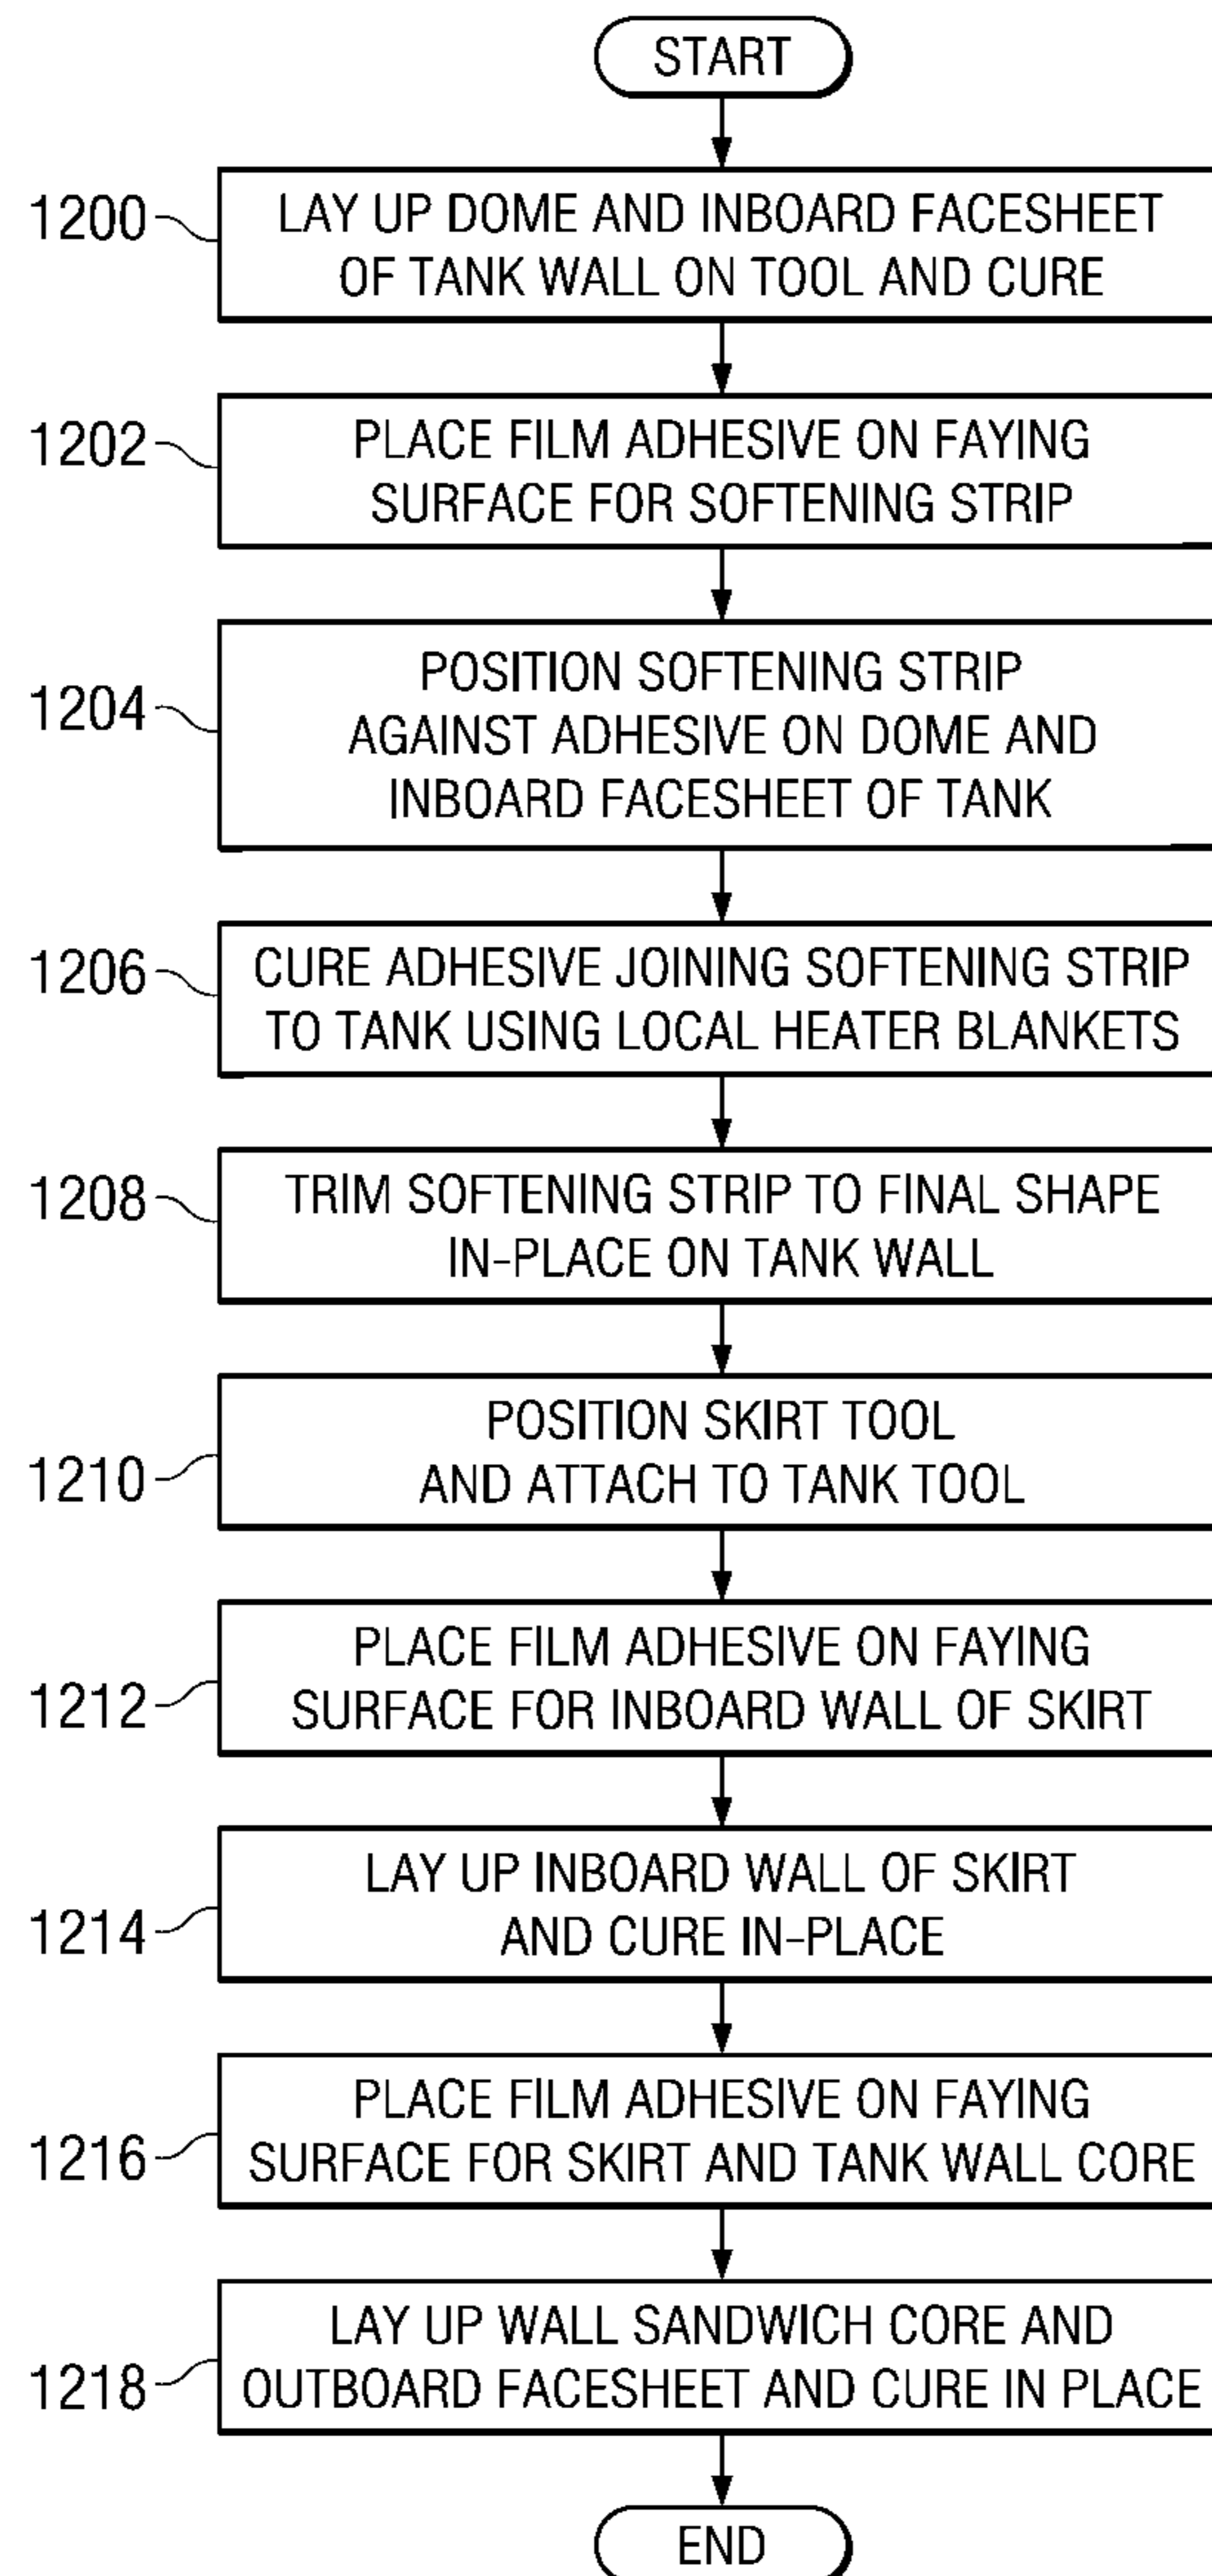 START
1200
LAY UP DOME AND INBOARD FACESHEET
OF TANK WALL ON TOOL AND CURE
1202
PLACE FILM ADHESIVE ON FAYING
SURFACE FOR SOFTENING STRIP
1204
POSITION SOFTENING STRIP
AGAINST ADHESIVE ON DOME AND
INBOARD FACESHEET OF TANK
1206
CURE ADHESIVE JOINING SOFTENING STRIP
TO TANK USING LOCAL HEATER BLANKETS
1208
TRIM SOFTENING STRIP TO FINAL SHAPE
IN-PLACE ON TANK WALL
1210
POSITION SKIRT TOOL
AND ATTACH TO TANK TOOL
1212
PLACE FILM ADHESIVE ON FAYING
SURFACE FOR INBOARD WALL OF SKIRT
1214
LAY UP INBOARD WALL OF SKIRT
AND CURE IN-PLACE
1216
PLACE FILM ADHESIVE ON FAYING
SURFACE FOR SKIRT AND TANK WALL CORE
1218
LAY UP WALL SANDWICH CORE AND
OUTBOARD FACESHEET AND CURE IN PLACE
END